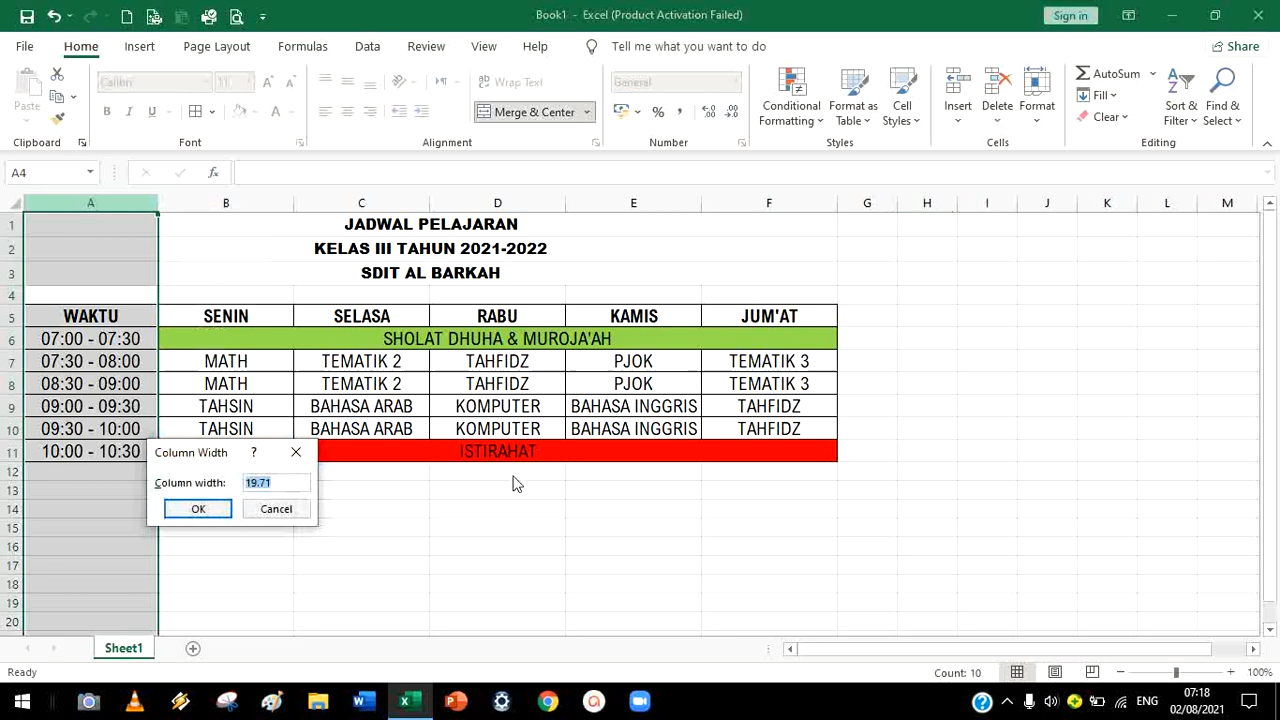 Book1 - Excel (Product Activation Failed)
Sign in
File Home Insert Page Layout Formulas Data Review View Help Tell me what you want to do Share
Paste
Clipboard
Calibri 11
B I U A
Font
Wrap Text
Merge & Center
Alignment
General
% ,
Number
Conditional Formatting
Format as Table
Cell Styles
Styles
Insert Delete Format
Cells
AutoSum
Fill
Clear
Sort & Filter
Find & Select
Editing
A4 fx
A B C D E F G H I J K L M
1 JADWAL PELAJARAN
2 KELAS III TAHUN 2021-2022
3 SDIT AL BARKAH
4
5 WAKTU SENIN SELASA RABU KAMIS JUM'AT
6 07:00 - 07:30 SHOLAT DHUHA & MUROJA'AH
7 07:30 - 08:00 MATH TEMATIK 2 TAHFIDZ PJOK TEMATIK 3
8 08:30 - 09:00 MATH TEMATIK 2 TAHFIDZ PJOK TEMATIK 3
9 09:00 - 09:30 TAHSIN BAHASA ARAB KOMPUTER BAHASA INGGRIS TAHFIDZ
10 09:30 - 10:00 TAHSIN BAHASA ARAB KOMPUTER BAHASA INGGRIS TAHFIDZ
11 10:00 - 10:30 ISTIRAHAT
12
13
14
15
16
17
18
19
20
Column Width ?
Column width: 19.71
OK Cancel
Sheet1
Ready Count: 10 100%
ENG
07:18
02/08/2021